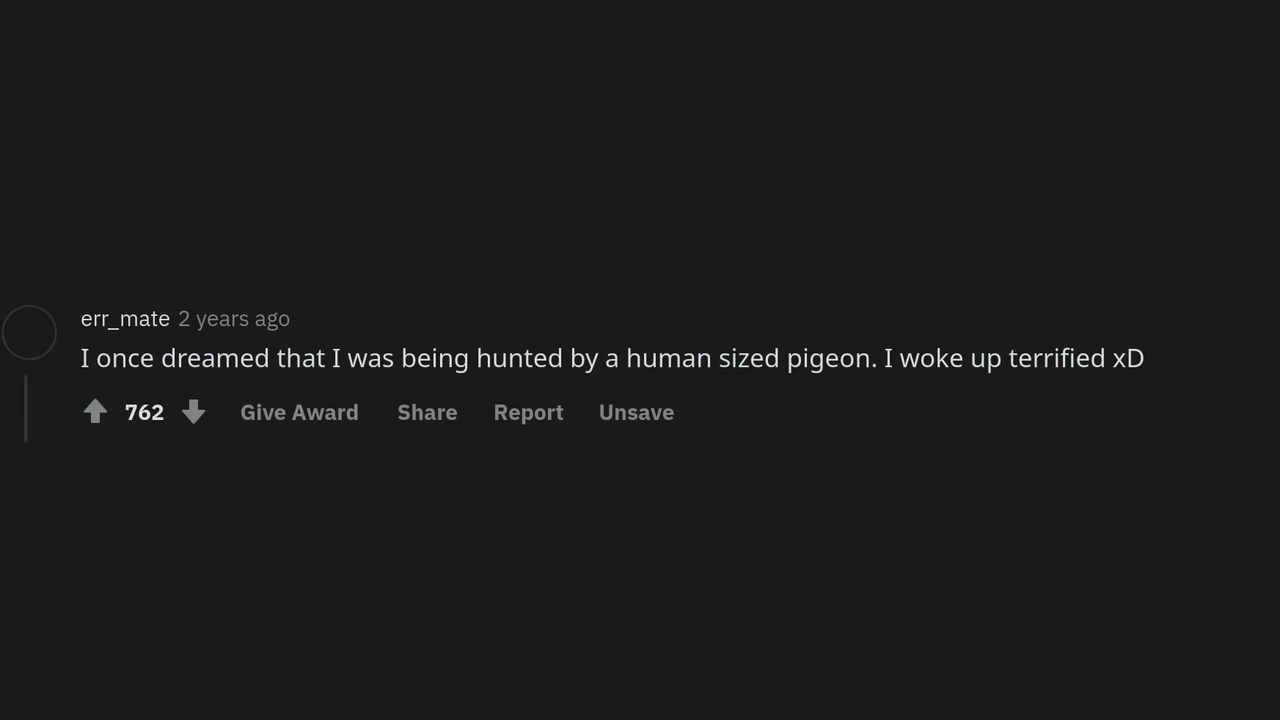 err_mate 2 years ago
I once dreamed that I was being hunted by a human sized pigeon. I woke up terrified xD
762 Give Award Share Report Unsave